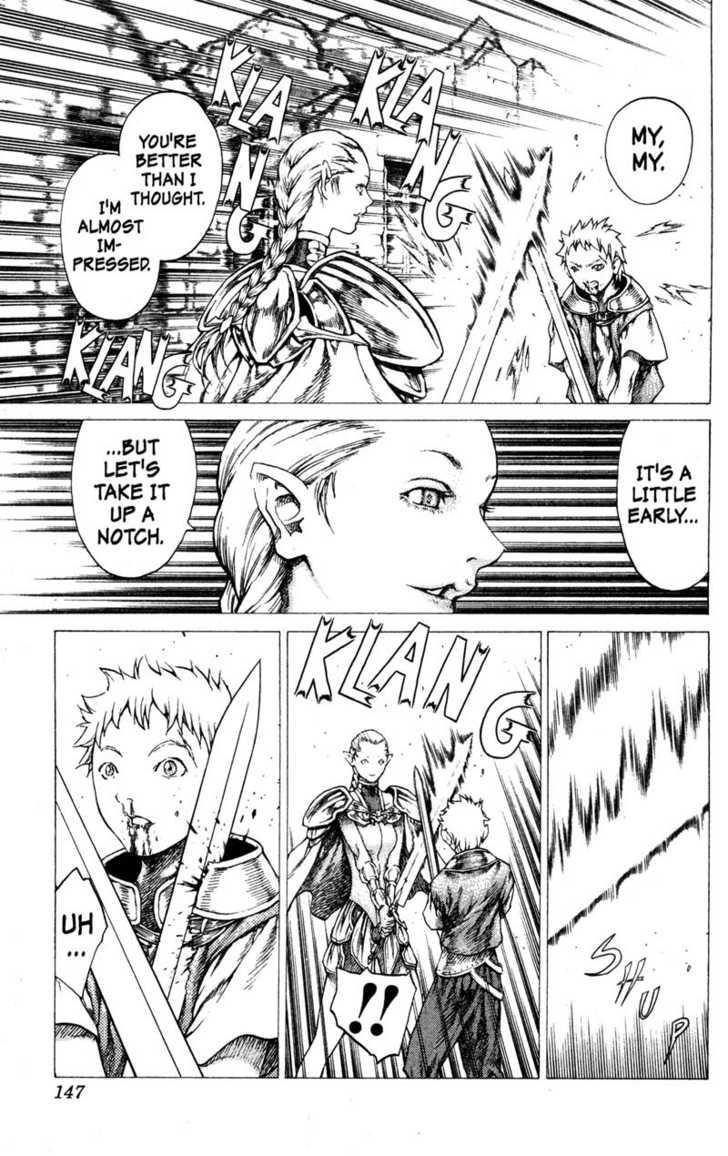 MY,
MY.
KLANG
KLANG
YOU'RE
BETTER
THAN I
THOUGHT.
I'M
ALMOST
IM-
PRESSED.
KLANG
IT'S A
LITTLE
EARLY...
...BUT
LET'S
TAKE IT
UP A
NOTCH.
SHUP
KLANG
!!
UH
...
147